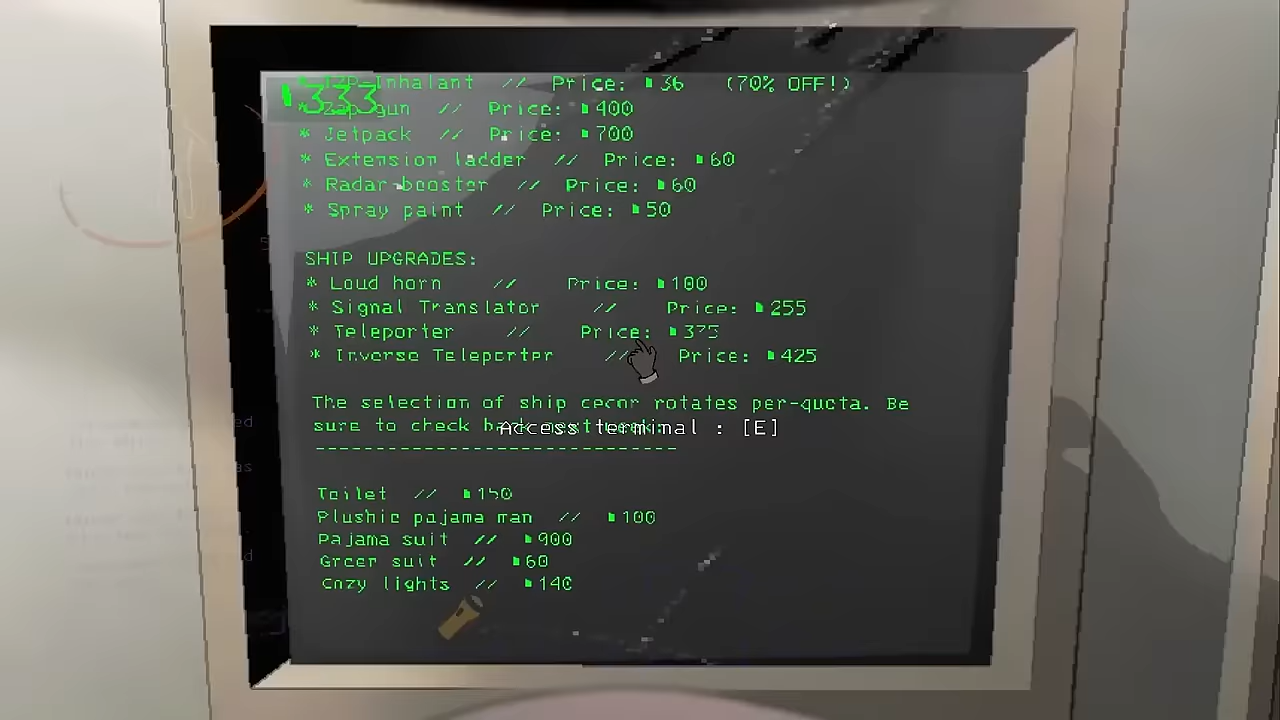 * TZP-Inhalant // Price: ▮36 (70% OFF!)
▮333
* Zap gun // Price: ▮400
* Jetpack // Price: ▮700
* Extension ladder // Price: ▮60
* Radar-booster // Price: ▮60
* Spray paint // Price: ▮50
SHIP UPGRADES:
* Loud horn // Price: ▮100
* Signal Translator // Price: ▮255
* Teleporter // Price: ▮375
* Inverse Teleporter // Price: ▮425
The selection of ship decor rotates per-quota. Be
sure to check back next week:
Access terminal : [E]
------------------------------
Toilet // ▮150
Plushie pajama man // ▮100
Pajama suit // ▮900
Green suit // ▮60
Cozy lights // ▮140